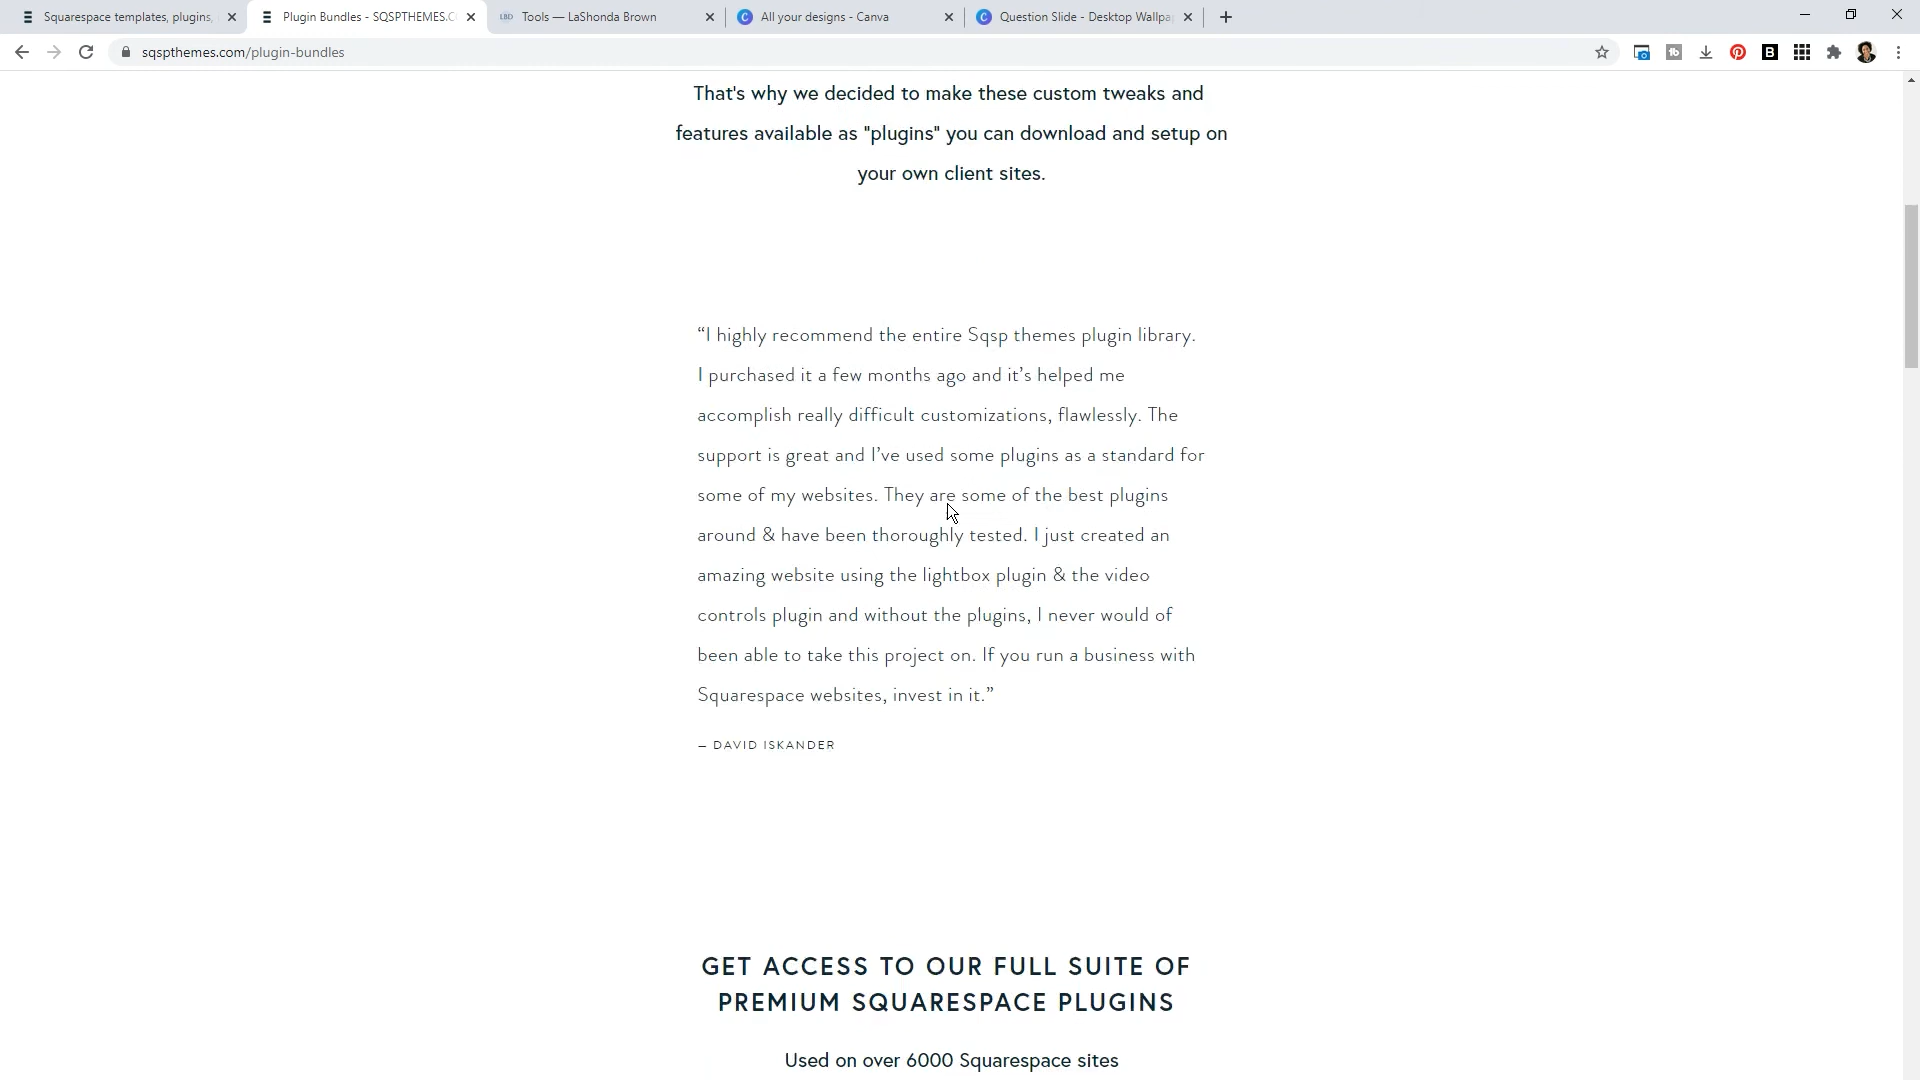 Squarespace templates, plugins,
Plugin Bundles - SQSPTHEMES.C
LBD
Tools — LaShonda Brown
All your designs - Canva
Question Slide - Desktop Wallpa
sqspthemes.com/plugin-bundles
That's why we decided to make these custom tweaks and
features available as "plugins" you can download and setup on
your own client sites.
“I highly recommend the entire Sqsp themes plugin library.
I purchased it a few months ago and it’s helped me
accomplish really difficult customizations, flawlessly. The
support is great and I’ve used some plugins as a standard for
some of my websites. They are some of the best plugins
around & have been thoroughly tested. I just created an
amazing website using the lightbox plugin & the video
controls plugin and without the plugins, I never would of
been able to take this project on. If you run a business with
Squarespace websites, invest in it.”
— DAVID ISKANDER
GET ACCESS TO OUR FULL SUITE OF
PREMIUM SQUARESPACE PLUGINS
Used on over 6000 Squarespace sites